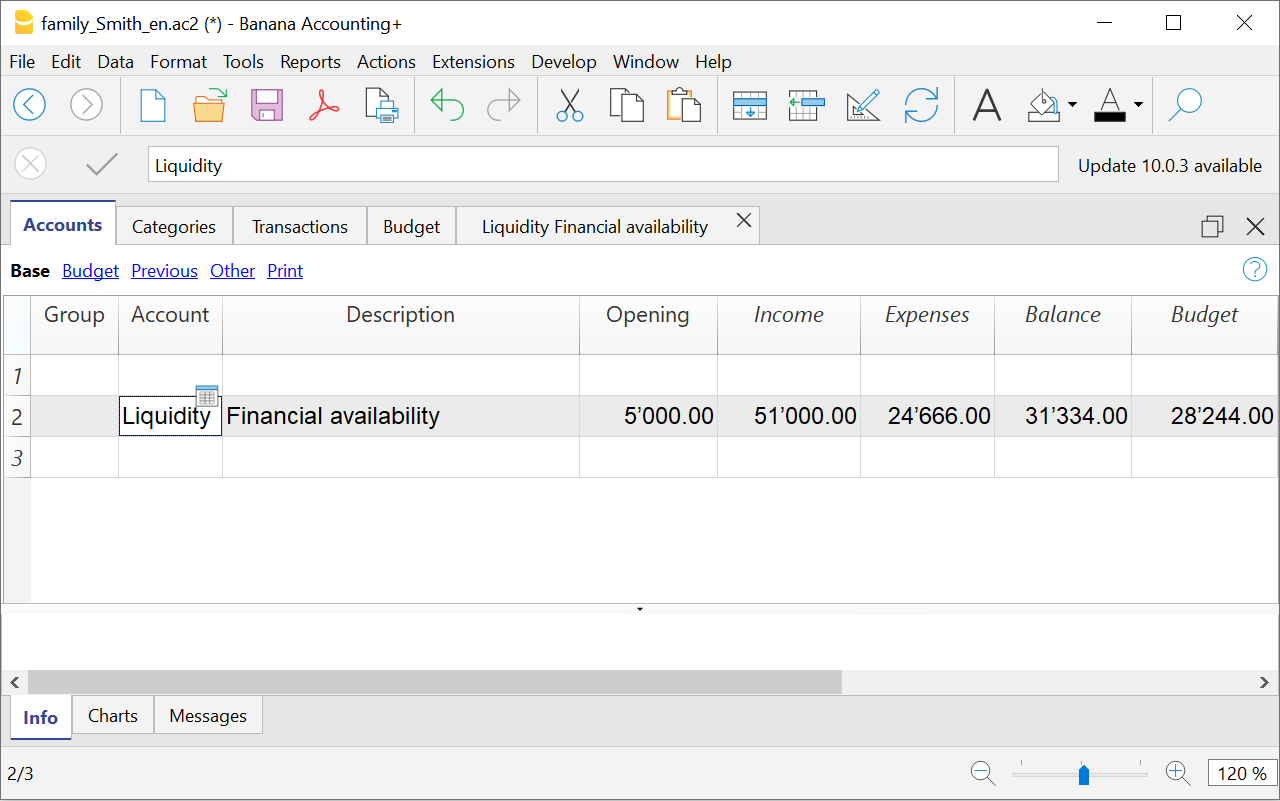 family_Smith_en.ac2 (*) - Banana Accounting+
File Edit Data Format Tools Reports Actions Extensions Develop Window Help
A A
Liquidity Update 10.0.3 available
Accounts Categories Transactions Budget Liquidity Financial availability
Base Budget Previous Other Print ?
Group Account Description Opening Income Expenses Balance Budget
1
2 Liquidity Financial availability 5’000.00 51’000.00 24’666.00 31’334.00 28’244.00
3
Info Charts Messages
2/3 120 %